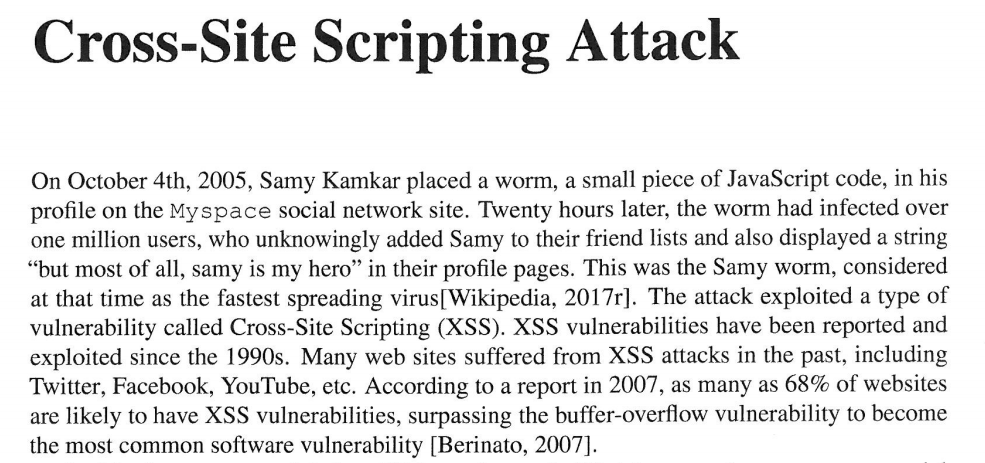 Cross-Site Scripting Attack
On October 4th, 2005, Samy Kamkar placed a worm, a small piece of JavaScript code, in his
profile on the Myspace social network site. Twenty hours later, the worm had infected over
one million users, who unknowingly added Samy to their friend lists and also displayed a string
“but most of all, samy is my hero” in their profile pages. This was the Samy worm, considered
at that time as the fastest spreading virus[Wikipedia, 2017r]. The attack exploited a type of
vulnerability called Cross-Site Scripting (XSS). XSS vulnerabilities have been reported and
exploited since the 1990s. Many web sites suffered from XSS attacks in the past, including
Twitter, Facebook, YouTube, etc. According to a report in 2007, as many as 68% of websites
are likely to have XSS vulnerabilities, surpassing the buffer-overflow vulnerability to become
the most common software vulnerability [Berinato, 2007].